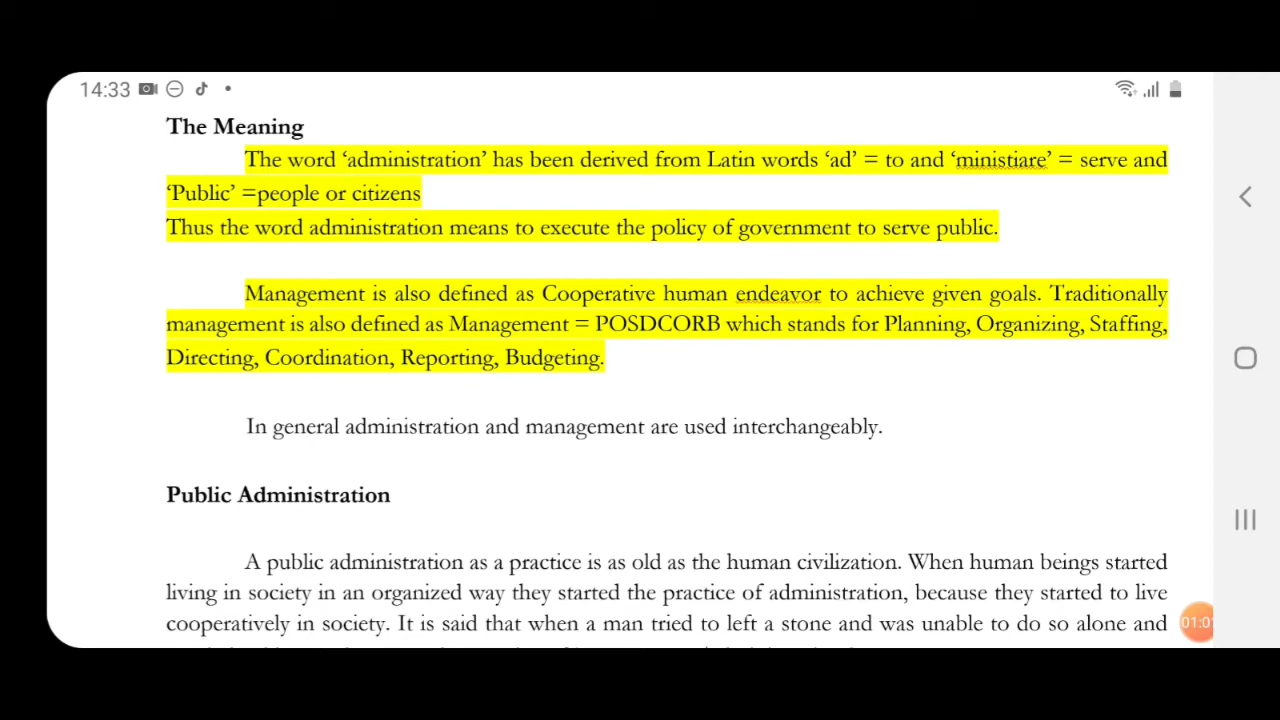 14:33
The Meaning
The word ‘administration’ has been derived from Latin words ‘ad’ = to and ‘ministiare’ = serve and
‘Public’ =people or citizens
Thus the word administration means to execute the policy of government to serve public.
Management is also defined as Cooperative human endeavor to achieve given goals. Traditionally
management is also defined as Management = POSDCORB which stands for Planning, Organizing, Staffing,
Directing, Coordination, Reporting, Budgeting.
In general administration and management are used interchangeably.
Public Administration
A public administration as a practice is as old as the human civilization. When human beings started
living in society in an organized way they started the practice of administration, because they started to live
cooperatively in society. It is said that when a man tried to left a stone and was unable to do so alone and